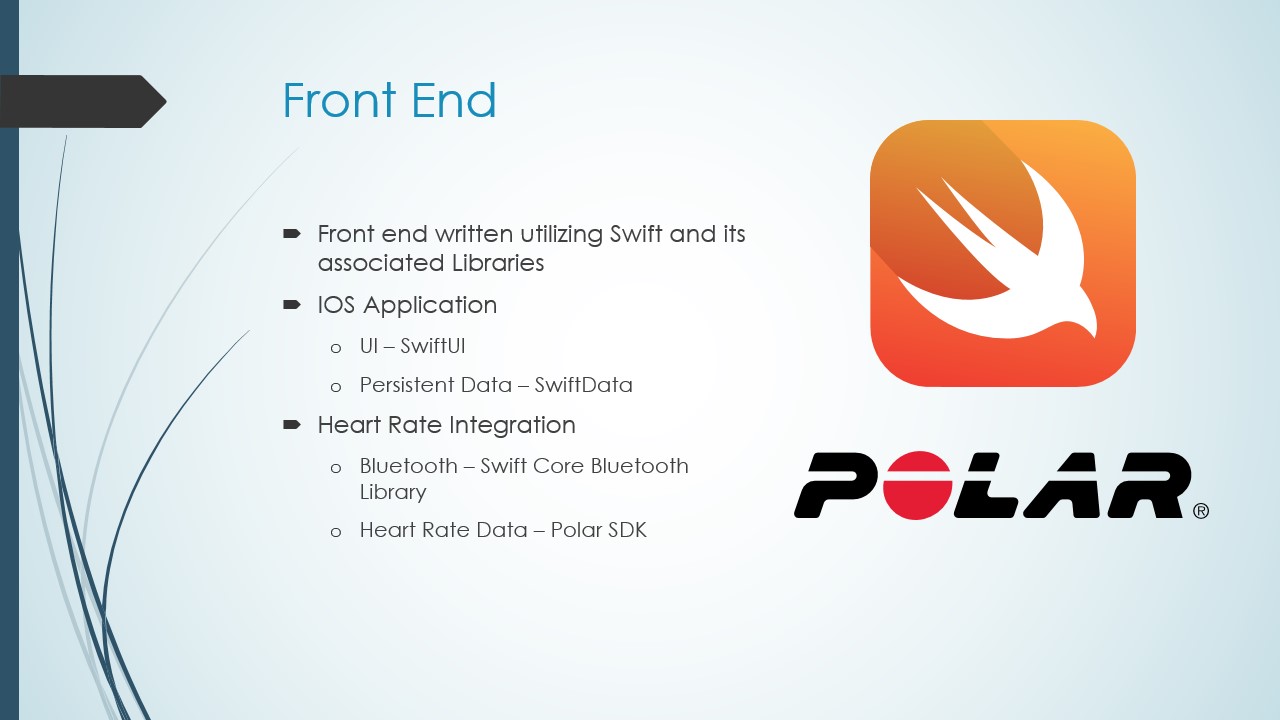 Front End
Front end written utilizing Swift and its
associated Libraries
IOS Application
UI – SwiftUI
Persistent Data – SwiftData
Heart Rate Integration
Bluetooth – Swift Core Bluetooth
Library
Heart Rate Data – Polar SDK
POLAR®